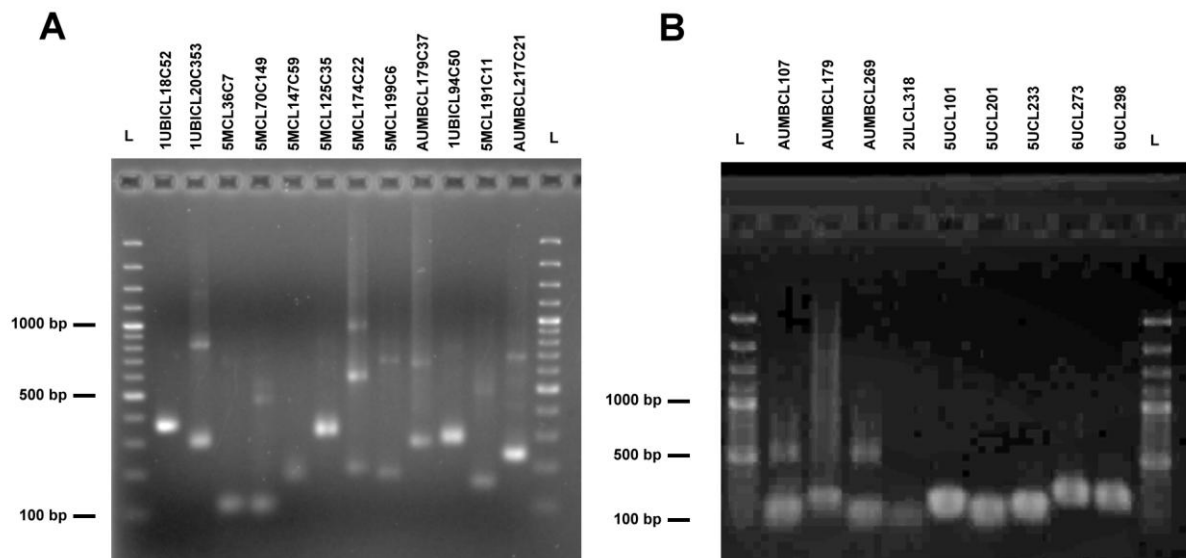 A
L
1UBICL18C52
1UBICL20C353
5MCL36C7
5MCL70C149
5MCL147C59
5MCL125C35
5MCL174C22
5MCL199C6
AUMBCL179C37
1UBICL94C50
5MCL191C11
AUMBCL217C21
L
1000 bp
500 bp
100 bp
B
L
AUMBCL107
AUMBCL179
AUMBCL269
2ULCL318
5UCL101
5UCL201
5UCL233
6UCL273
6UCL298
L
1000 bp
500 bp
100 bp